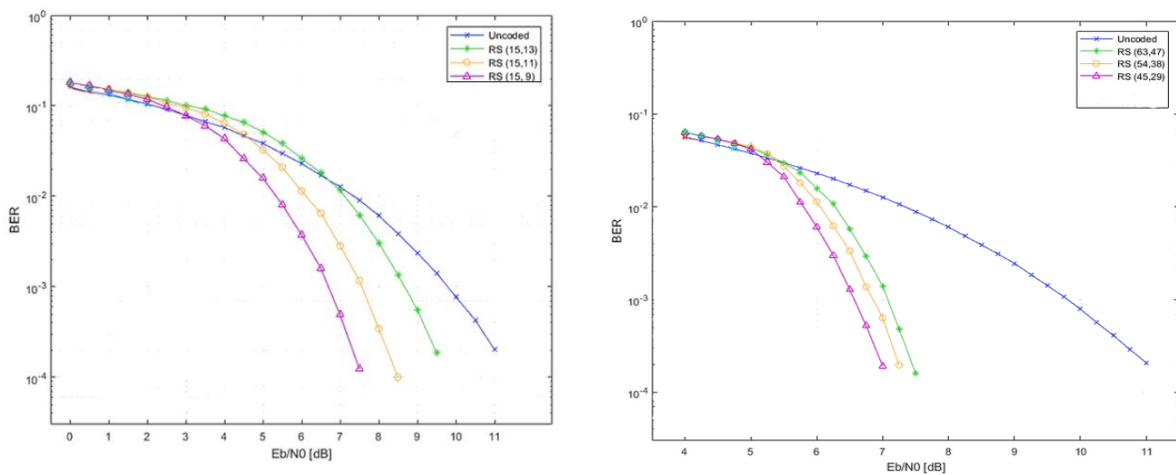 10^0
10^-1
10^-2
10^-3
10^-4
BER
0 1 2 3 4 5 6 7 8 9 10 11
Eb/N0 [dB]
Uncoded
RS (15,13)
RS (15,11)
RS (15, 9)
10^0
10^-1
10^-2
10^-3
10^-4
BER
4 5 6 7 8 9 10 11
Eb/N0 [dB]
Uncoded
RS (63,47)
RS (54,38)
RS (45,29)